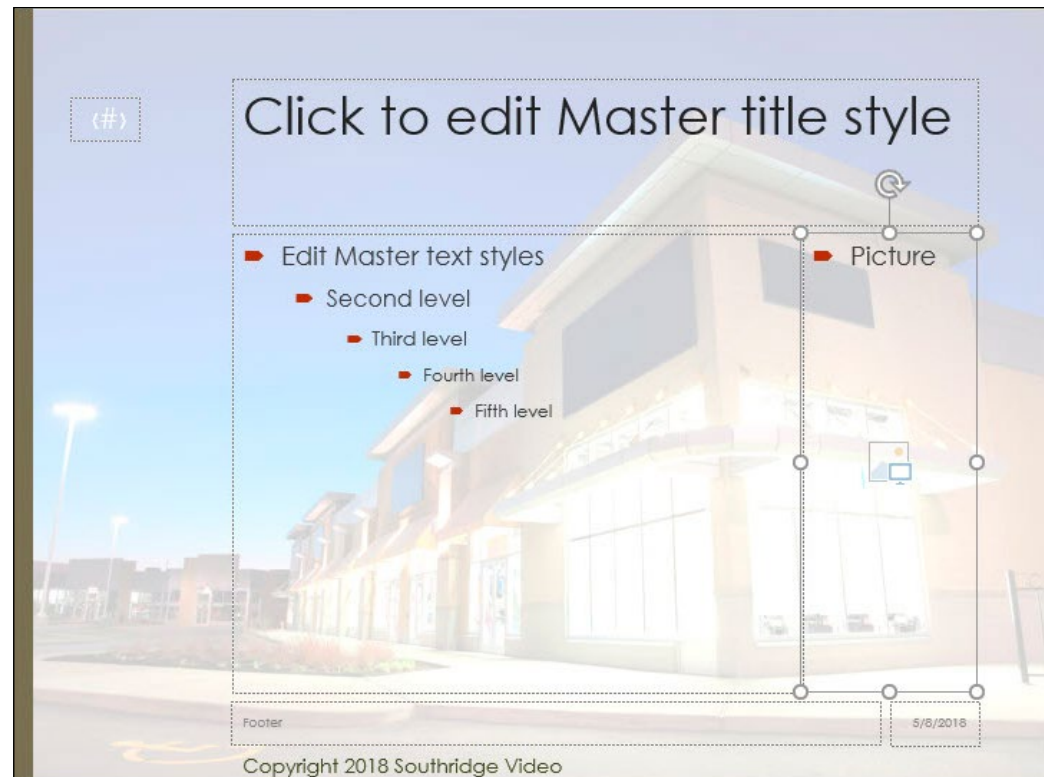 ‹#›
Click to edit Master title style
Edit Master text styles
Second level
Third level
Fourth level
Fifth level
Picture
Footer
5/8/2018
Copyright 2018 Southridge Video